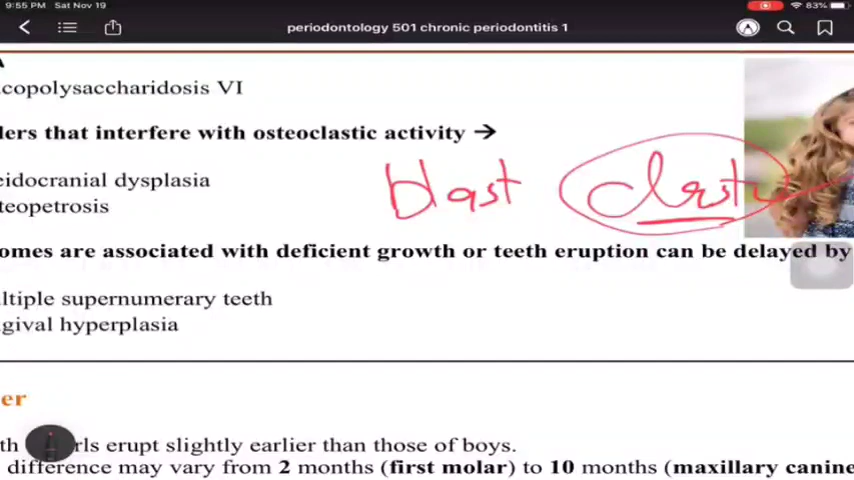 9:55 PM Sat Nov 19 83%
periodontology 501 chronic periodontitis 1
copolysaccharidosis VI
ders that interfere with osteoclastic activity →
blast clast
eidocranial dysplasia
teopetrosis
omes are associated with deficient growth or teeth eruption can be delayed by
ultiple supernumerary teeth
gival hyperplasia
er
th rls erupt slightly earlier than those of boys.
difference may vary from 2 months (first molar) to 10 months (maxillary canine